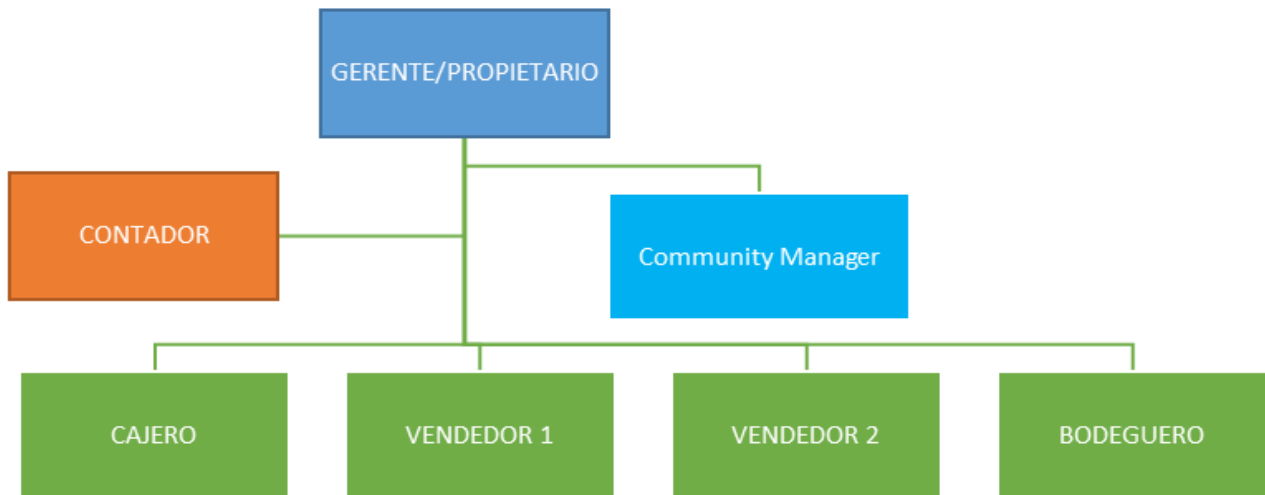 GERENTE/PROPIETARIO
CONTADOR
Community Manager
CAJERO
VENDEDOR 1
VENDEDOR 2
BODEGUERO